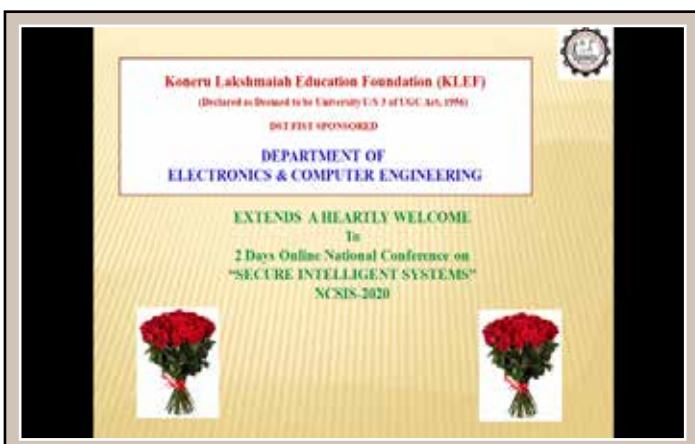 Koneru Lakshmaiah Education Foundation (KLEF)
(Declared as Deemed to be University U/S 3 of UGC Act, 1956)
DST FIST SPONSORED
DEPARTMENT OF
ELECTRONICS & COMPUTER ENGINEERING
EXTENDS A HEARTLY WELCOME
To
2 Days Online National Conference on
“SECURE INTELLIGENT SYSTEMS”
NCSIS-2020